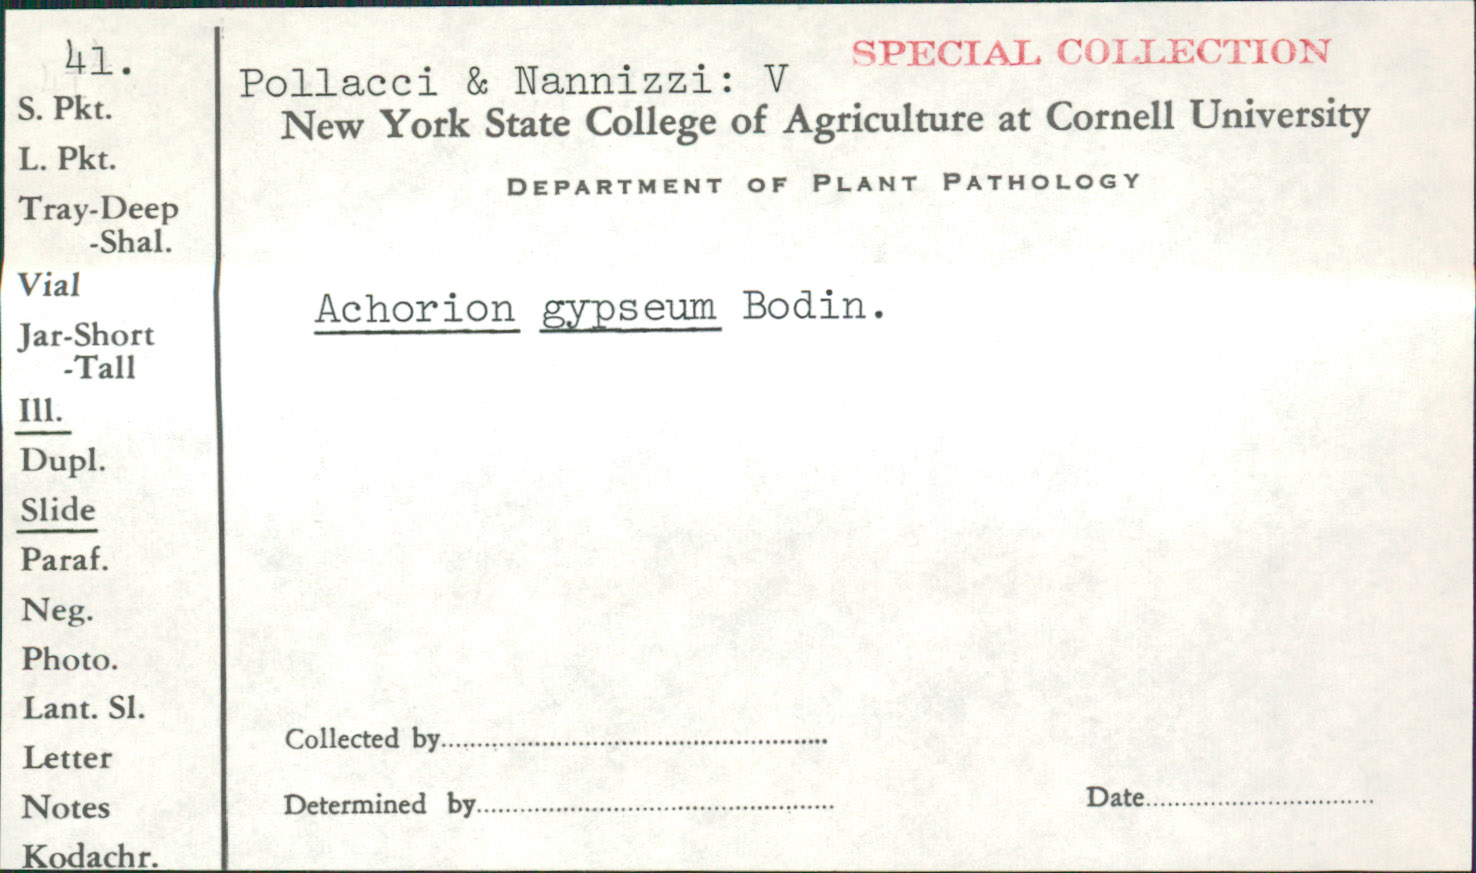 41.
S. Pkt.
L. Pkt.
Tray-Deep
-Shal.
Vial
Jar-Short
-Tall
Ill.
Dupl.
Slide
Paraf.
Neg.
Photo.
Lant. Sl.
Letter
Notes
Kodachr.
SPECIAL COLLECTION
Pollacci & Nannizzi: V
New York State College of Agriculture at Cornell University
DEPARTMENT OF PLANT PATHOLOGY
Achorion gypseum Bodin.
Collected by
Determined by
Date